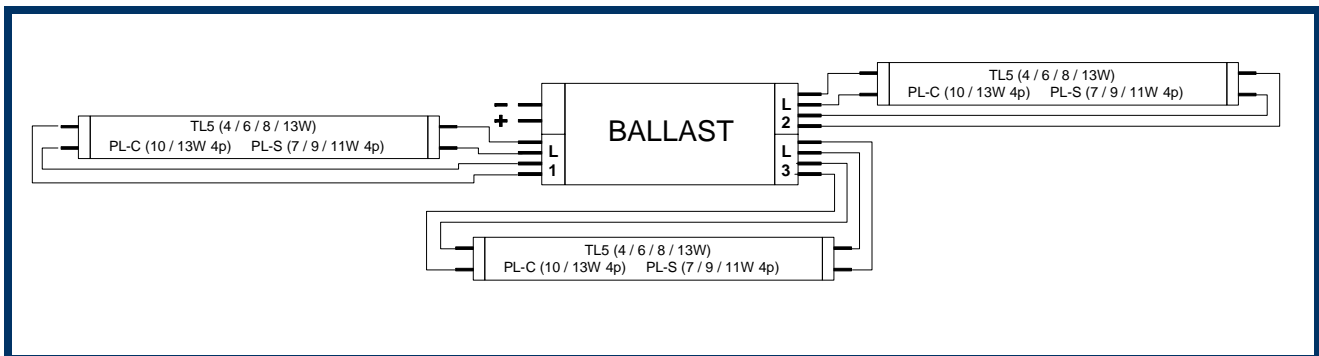 TL5 (4 / 6 / 8 / 13W)
PL-C (10 / 13W 4p) PL-S (7 / 9 / 11W 4p)
-
+
L
1
BALLAST
L
2
L
3
TL5 (4 / 6 / 8 / 13W)
PL-C (10 / 13W 4p) PL-S (7 / 9 / 11W 4p)
TL5 (4 / 6 / 8 / 13W)
PL-C (10 / 13W 4p) PL-S (7 / 9 / 11W 4p)